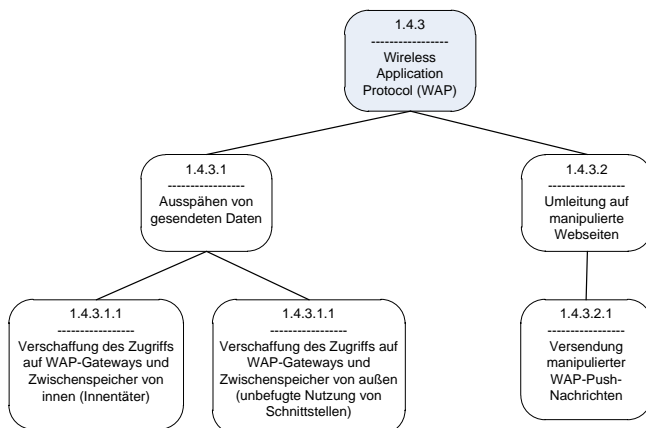 1.4.3
------------------
Wireless
Application
Protocol (WAP)
1.4.3.1
------------------
Ausspähen von
gesendeten Daten
1.4.3.2
------------------
Umleitung auf
manipulierte
Webseiten
1.4.3.1.1
------------------
Verschaffung des Zugriffs
auf WAP-Gateways und
Zwischenspeicher von
innen (Innentäter)
1.4.3.1.1
------------------
Verschaffung des Zugriffs auf
WAP-Gateways und
Zwischenspeicher von außen
(unbefugte Nutzung von
Schnittstellen)
1.4.3.2.1
------------------
Versendung
manipulierter
WAP-Push-
Nachrichten